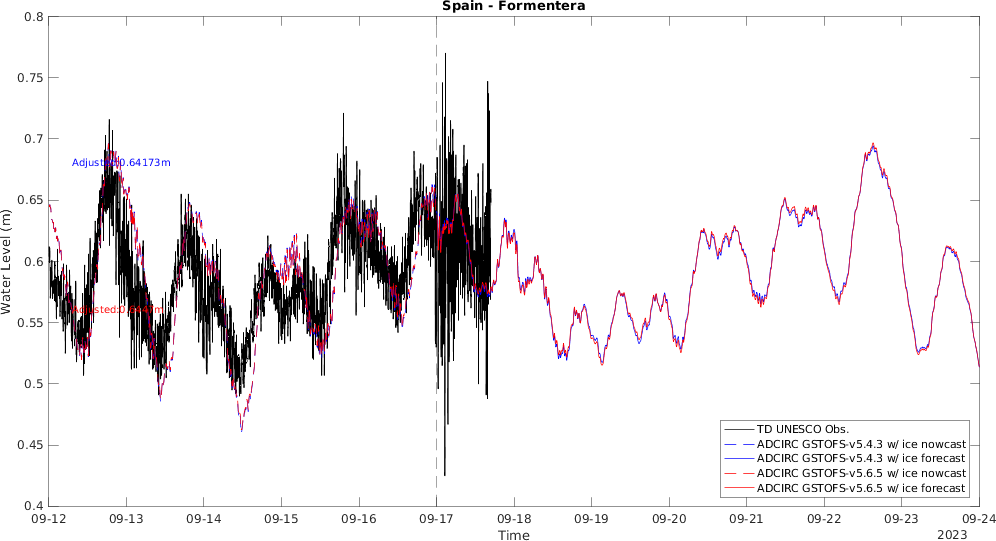 Spain - Formentera
0.8
0.75
0.7
0.65
0.6
0.55
0.5
0.45
0.4
Water Level (m)
Adjusted:0.64173m
Adjusted:
TD UNESCO Obs.
ADCIRC GSTOFS-v5.4.3 w/ ice nowcast
ADCIRC GSTOFS-v5.4.3 w/ ice forecast
ADCIRC GSTOFS-v5.6.5 w/ ice nowcast
ADCIRC GSTOFS-v5.6.5 w/ ice forecast
09-12 09-13 09-14 09-15 09-16 09-17 09-18 09-19 09-20 09-21 09-22 09-23 09-24
Time
2023